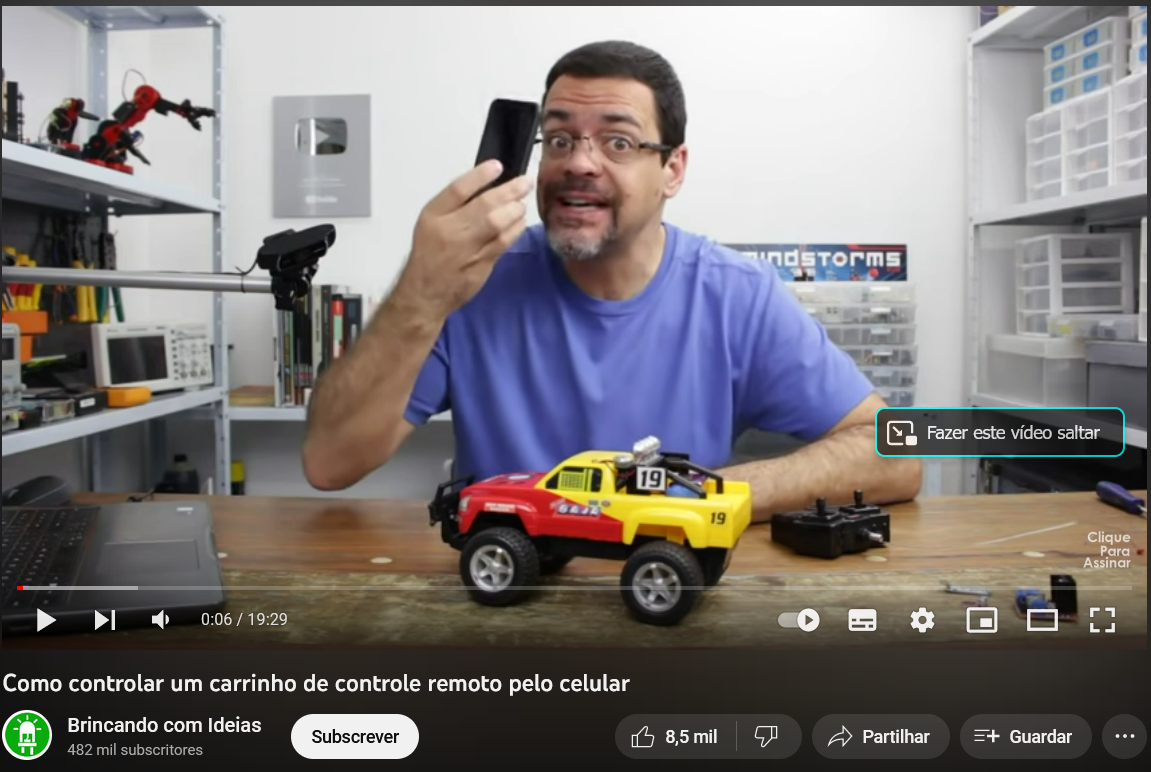 mindstorms
19
19
Fazer este vídeo saltar
Clique
Para
Assinar
0:06 / 19:29
Como controlar um carrinho de controle remoto pelo celular
Brincando com Ideias
482 mil subscritores
Subscrever
8,5 mil
Partilhar
Guardar